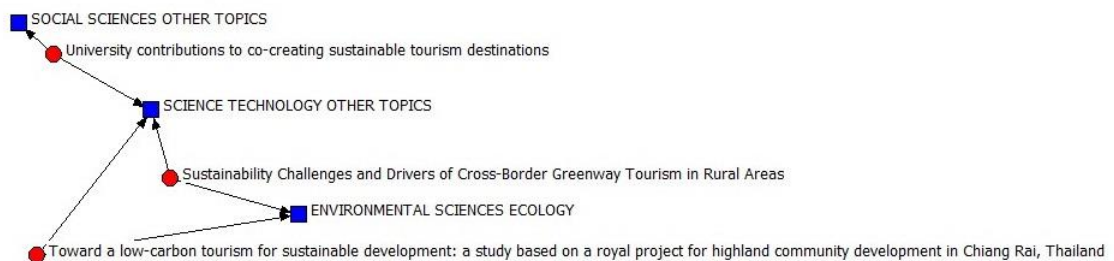 SOCIAL SCIENCES OTHER TOPICS
University contributions to co-creating sustainable tourism destinations
SCIENCE TECHNOLOGY OTHER TOPICS
Sustainability Challenges and Drivers of Cross-Border Greenway Tourism in Rural Areas
ENVIRONMENTAL SCIENCES ECOLOGY
Toward a low-carbon tourism for sustainable development: a study based on a royal project for highland community development in Chiang Rai, Thailand